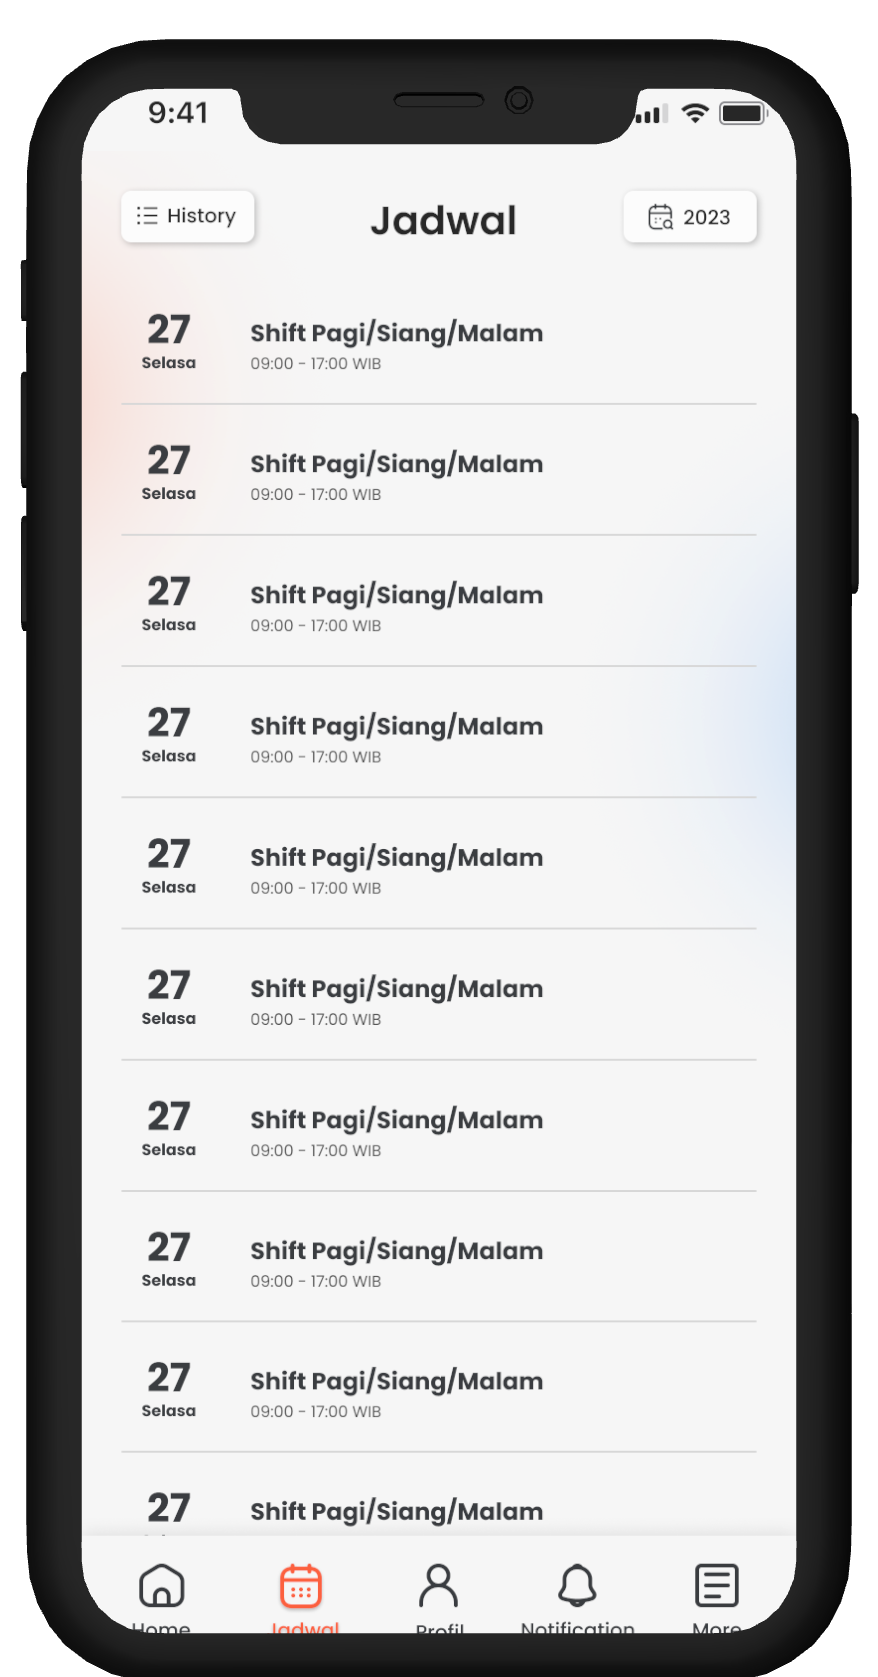 9:41
History
Jadwal
2023
27
Shift Pagi/Siang/Malam
Selasa
09:00 - 17:00 WIB
27
Shift Pagi/Siang/Malam
Selasa
09:00 - 17:00 WIB
27
Shift Pagi/Siang/Malam
Selasa
09:00 - 17:00 WIB
27
Shift Pagi/Siang/Malam
Selasa
09:00 - 17:00 WIB
27
Shift Pagi/Siang/Malam
Selasa
09:00 - 17:00 WIB
27
Shift Pagi/Siang/Malam
Selasa
09:00 - 17:00 WIB
27
Shift Pagi/Siang/Malam
Selasa
09:00 - 17:00 WIB
27
Shift Pagi/Siang/Malam
Selasa
09:00 - 17:00 WIB
27
Shift Pagi/Siang/Malam
Selasa
09:00 - 17:00 WIB
27
Shift Pagi/Siang/Malam
Home
Jadwal
Profil
Notification
More